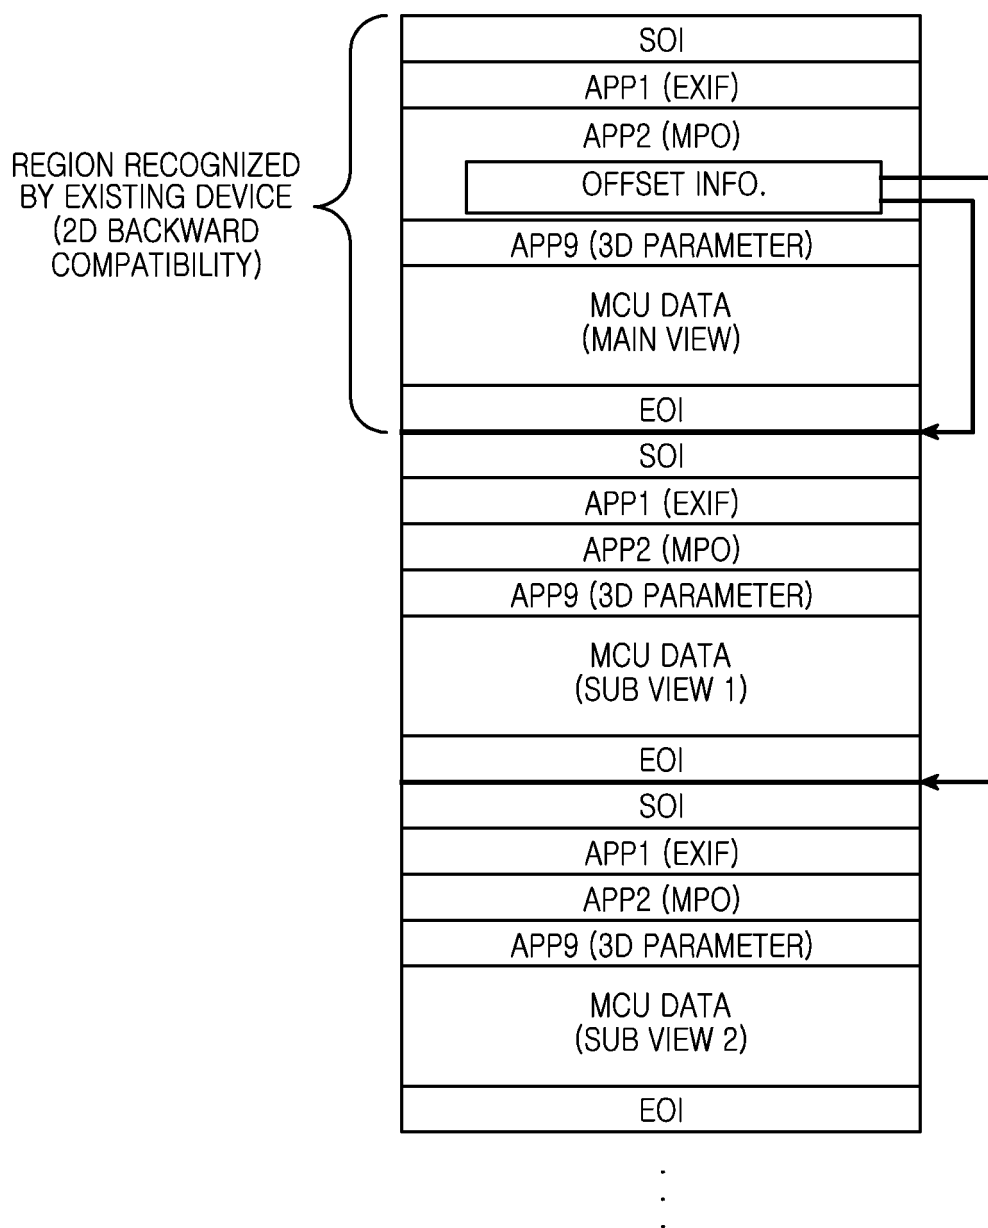 SOI
APP1 (EXIF)
APP2 (MPO)
OFFSET INFO.
REGION RECOGNIZED
BY EXISTING DEVICE
(2D BACKWARD
COMPATIBILITY)
APP9 (3D PARAMETER)
MCU DATA
(MAIN VIEW)
EOI
SOI
APP1 (EXIF)
APP2 (MPO)
APP9 (3D PARAMETER)
MCU DATA
(SUB VIEW 1)
EOI
SOI
APP1 (EXIF)
APP2 (MPO)
APP9 (3D PARAMETER)
MCU DATA
(SUB VIEW 2)
EOI